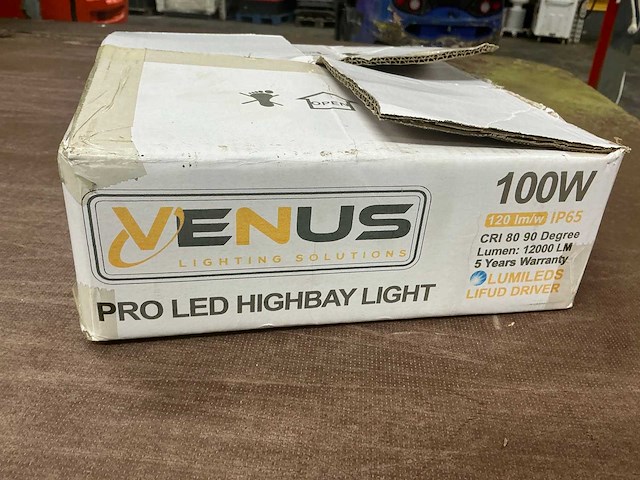 OPEN
VENUS
LIGHTING SOLUTIONS
PRO LED HIGHBAY LIGHT
100W
120 lm/w IP65
CRI 80 90 Degree
Lumen: 12000 LM
5 Years Warranty
LUMILEDS
LIFUD DRIVER